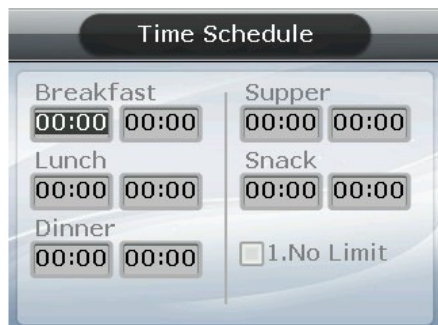 Time Schedule
Breakfast
00:00 00:00
Lunch
00:00 00:00
Dinner
00:00 00:00
Supper
00:00 00:00
Snack
00:00 00:00
1.No Limit